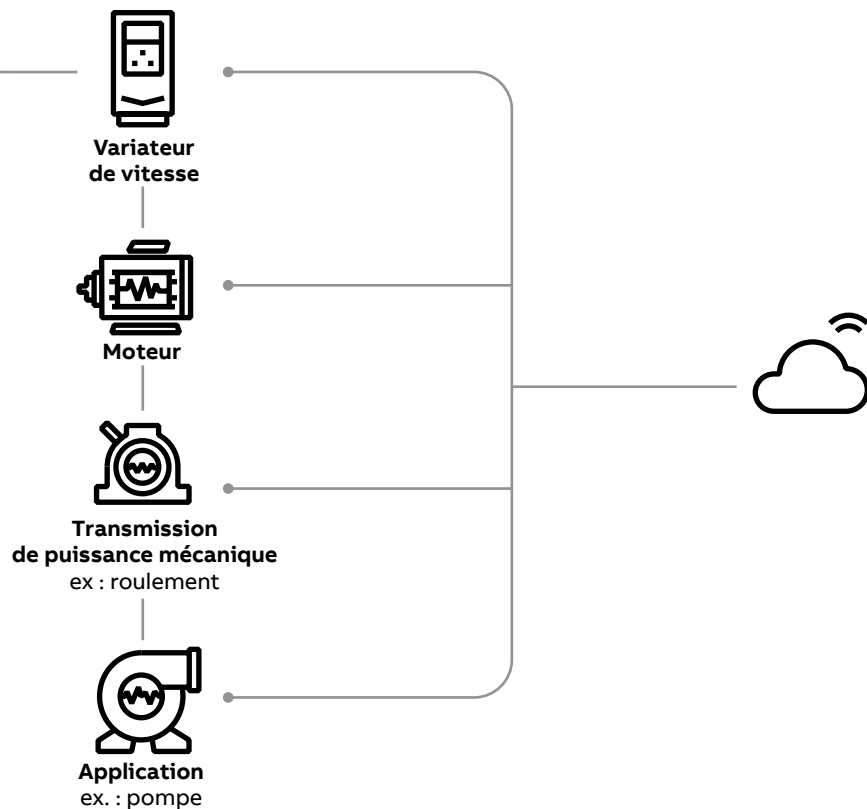 Variateur
de vitesse
Moteur
Transmission
de puissance mécanique
ex : roulement
Application
ex. : pompe